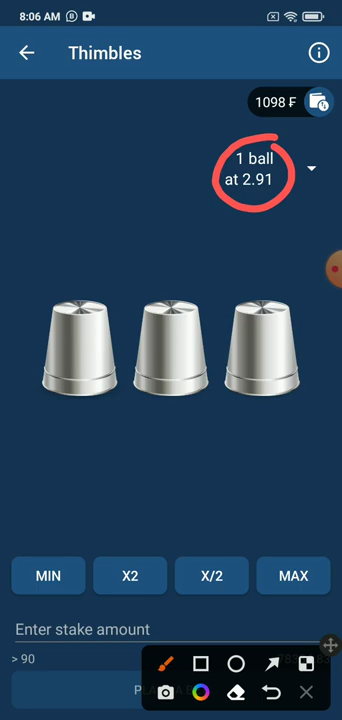 8:06 AM
Thimbles
1098 ₣
1 ball
at 2.91
MIN X2 X/2 MAX
Enter stake amount
> 90